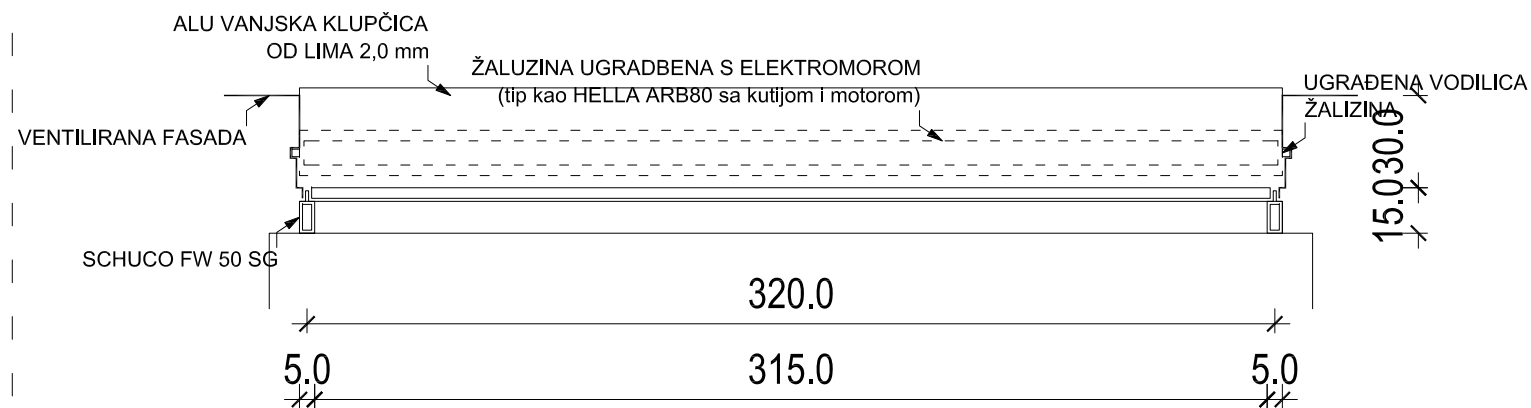 ALU VANJSKA KLUPČICA
OD LIMA 2,0 mm
ŽALUZINA UGRADBENA S ELEKTROMOROM
(tip kao HELLA ARB80 sa kutijom i motorom)
UGRAĐENA VODILICA
ŽALIZINA
VENTILIRANA FASADA
30.0
15.0
SCHUCO FW 50 SG
320.0
5.0
315.0
5.0